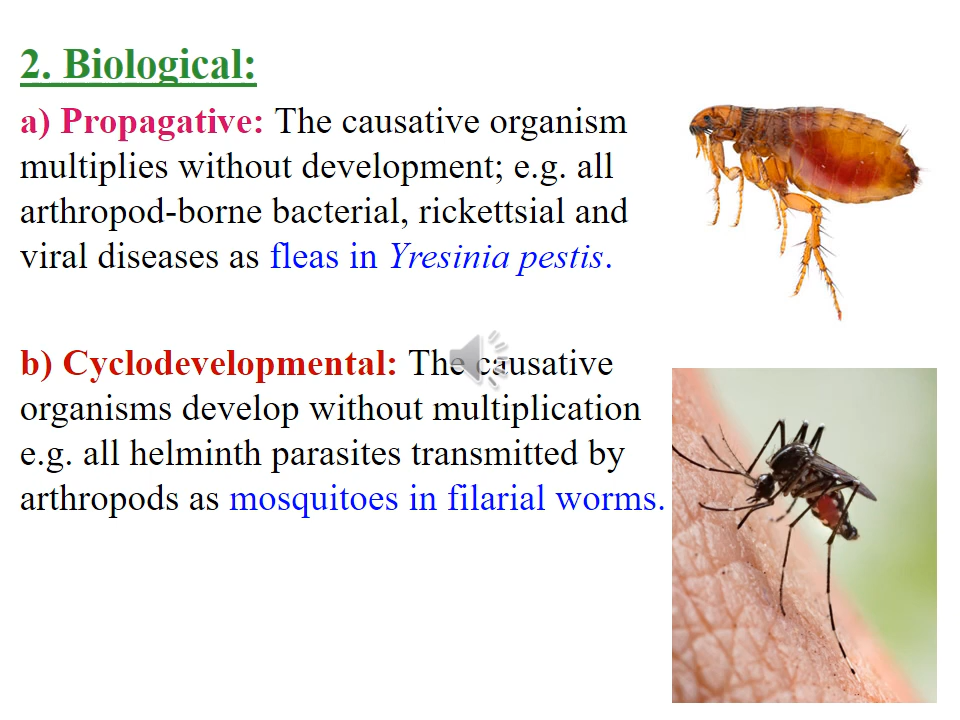 2. Biological:
a) Propagative: The causative organism
multiplies without development; e.g. all
arthropod-borne bacterial, rickettsial and
viral diseases as fleas in Yresinia pestis.
b) Cyclodevelopmental: The causative
organisms develop without multiplication
e.g. all helminth parasites transmitted by
arthropods as mosquitoes in filarial worms.